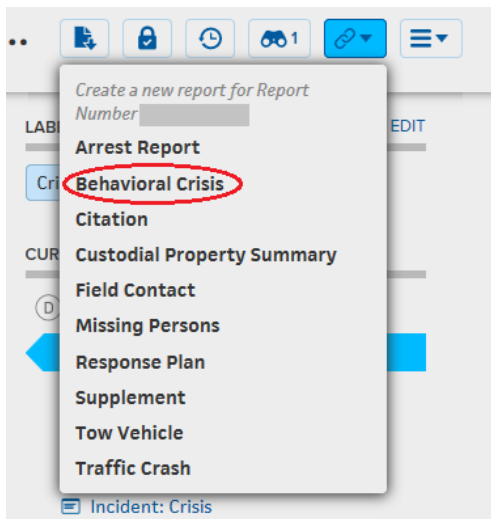 •• 1
Create a new report for Report
Number
LAB EDIT
Arrest Report
Cri Behavioral Crisis
Citation
CUR Custodial Property Summary
Field Contact
D Missing Persons
Response Plan
Supplement
Tow Vehicle
Traffic Crash
Incident: Crisis